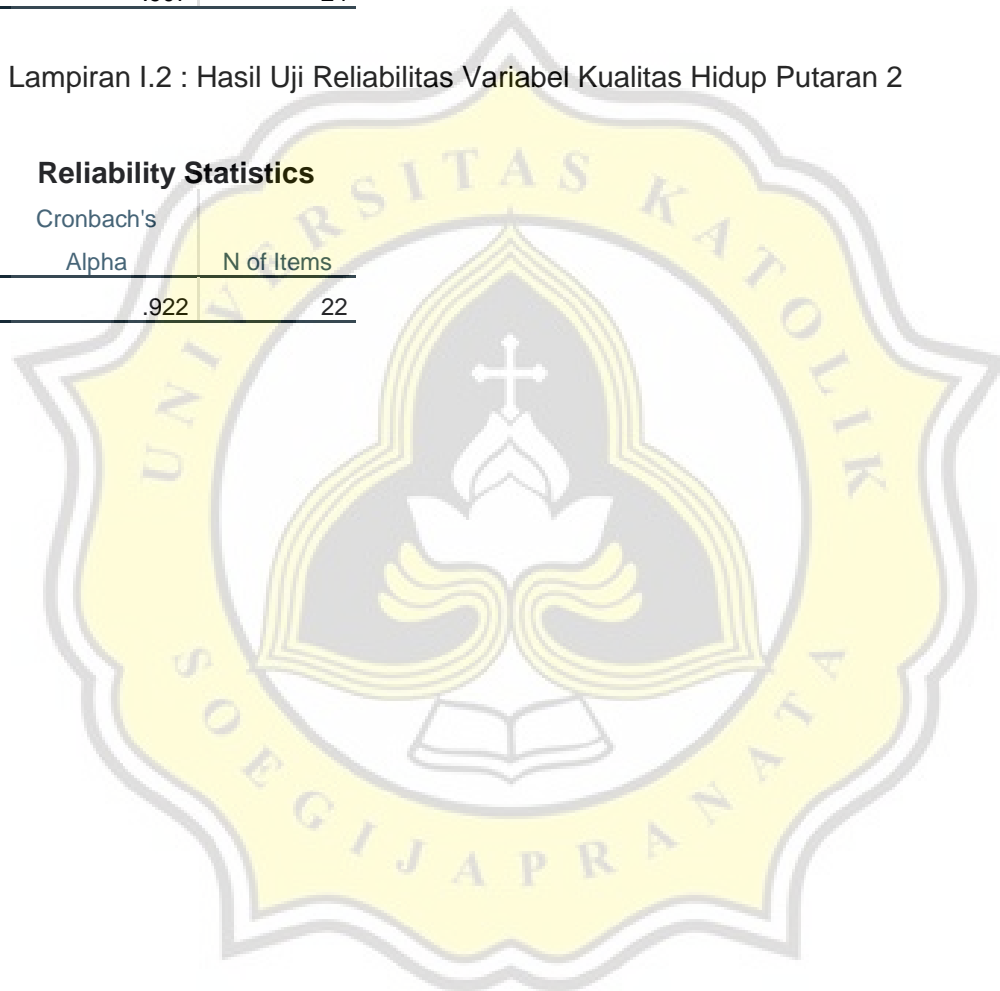 Lampiran I.2 : Hasil Uji Reliabilitas Variabel Kualitas Hidup Putaran 2
Reliability Statistics
Cronbach's
Alpha N of Items
.922 22
UNIVERSITAS KATOLIK
SOEGIJAPRANATA